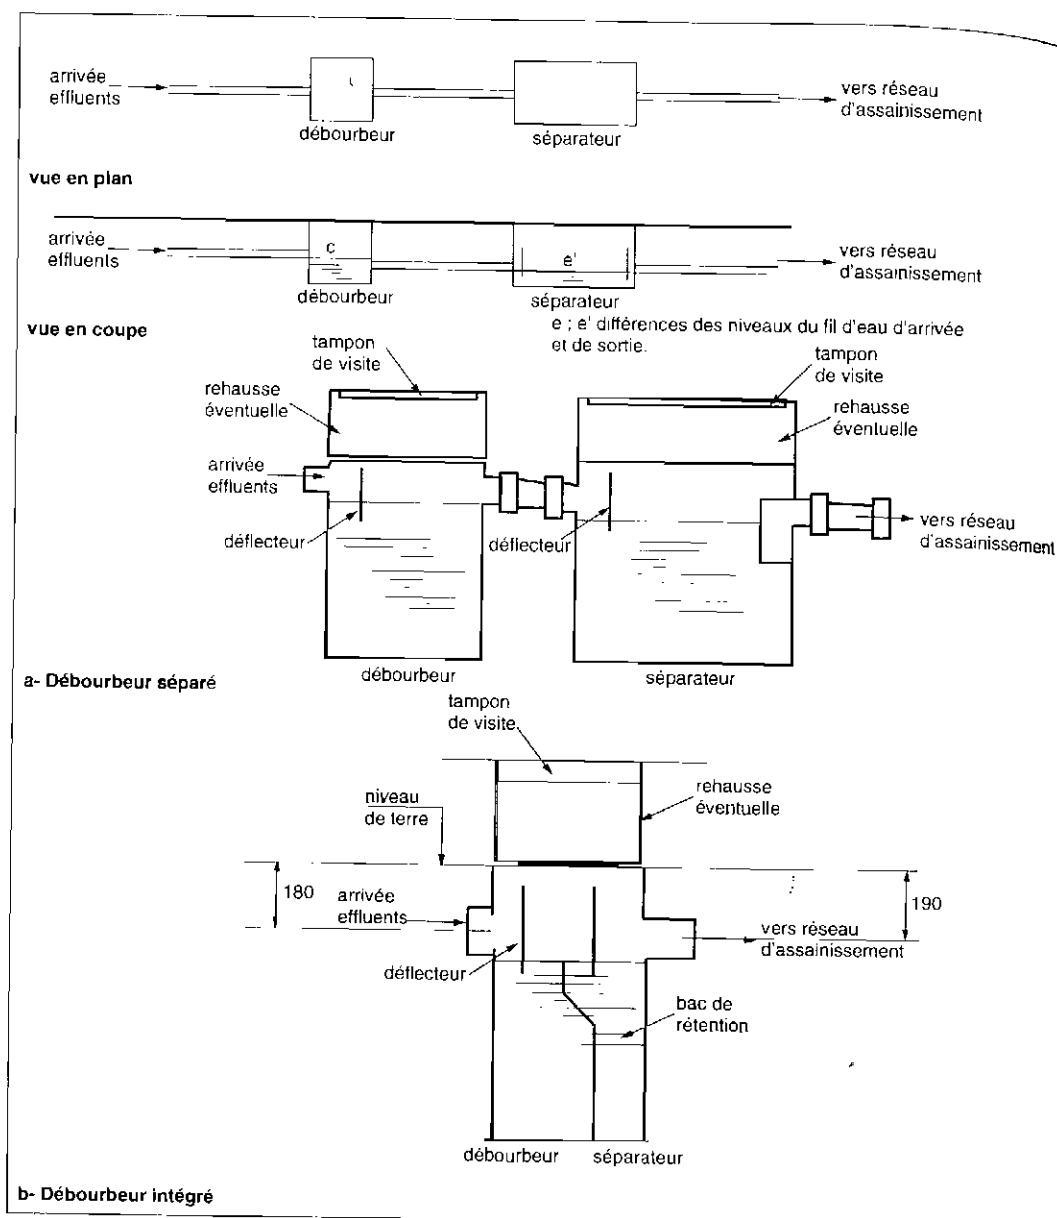 arrivée
effluents
débourbeur
séparateur
vers réseau
d'assainissement
vue en plan
arrivée
effluents
c
débourbeur
e'
séparateur
vers réseau
d'assainissement
vue en coupe
e ; e' différences des niveaux du fil d'eau d'arrivée
et de sortie.
tampon
de visite
rehausse
éventuelle
arrivée
effluents
déflecteur
débourbeur
tampon
de visite
rehausse
éventuelle
déflecteur
séparateur
vers réseau
d'assainissement
a- Débourbeur séparé
tampon
de visite
rehausse
éventuelle
niveau
de terre
180
190
arrivée
effluents
vers réseau
d'assainissement
déflecteur
bac de
rétention
débourbeur
séparateur
b- Débourbeur intégré